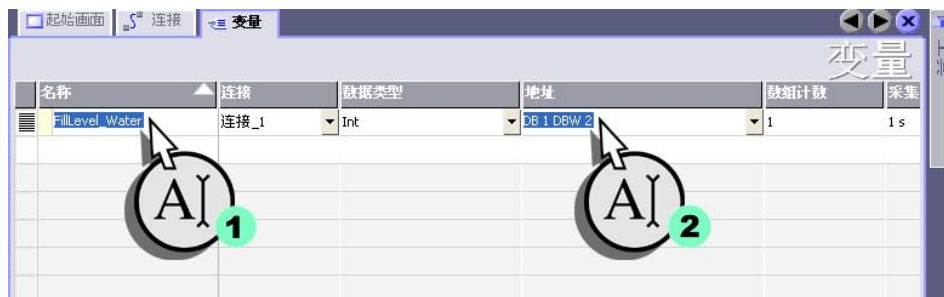 起始画面 连接 变量
变量
名称 连接 数据类型 地址 数组计数 采集
FillLevel_Water 连接_1 Int DB 1 DBW 2 1 1 s
A 1 A 2